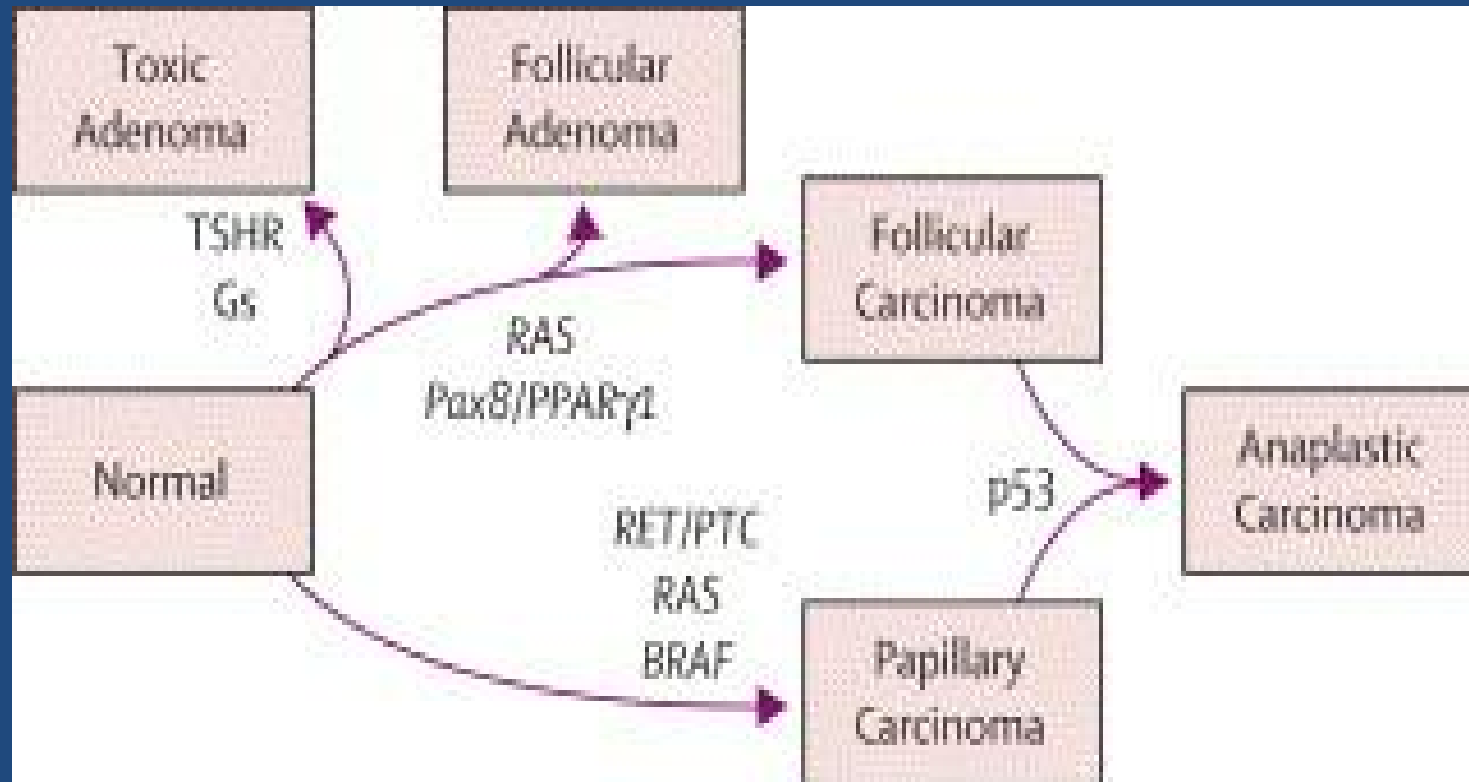 Toxic
Adenoma
Follicular
Adenoma
TSHR
Gs
Follicular
Carcinoma
RAS
Pax8/PPARγ1
Normal
Anaplastic
Carcinoma
p53
RET/PTC
RAS
BRAF
Papillary
Carcinoma